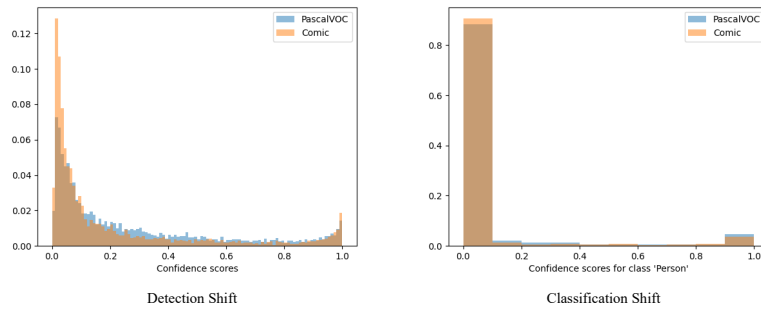 PascalVOC
Comic
0.12
0.10
0.08
0.06
0.04
0.02
0.00
0.0 0.2 0.4 0.6 0.8 1.0
Confidence scores
Detection Shift
PascalVOC
Comic
0.8
0.6
0.4
0.2
0.0
0.0 0.2 0.4 0.6 0.8 1.0
Confidence scores for class 'Person'
Classification Shift